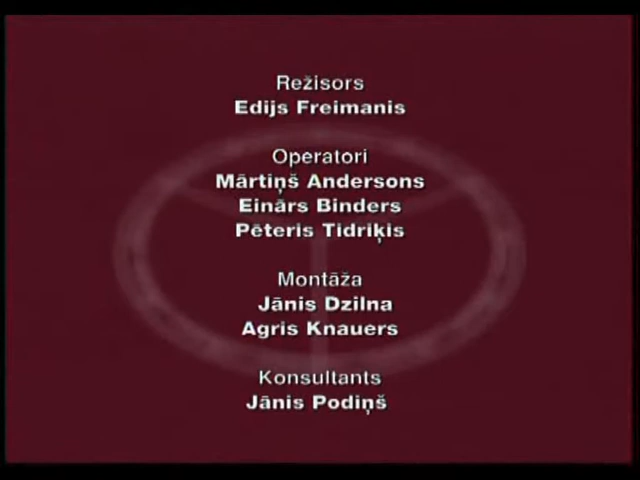 Režisors
Edijs Freimanis
Operatori
Mārtiņš Andersons
Einārs Binders
Pēteris Tidriķis
Montāža
Jānis Dzilna
Agris Knauers
Konsultants
Jānis Podiņš